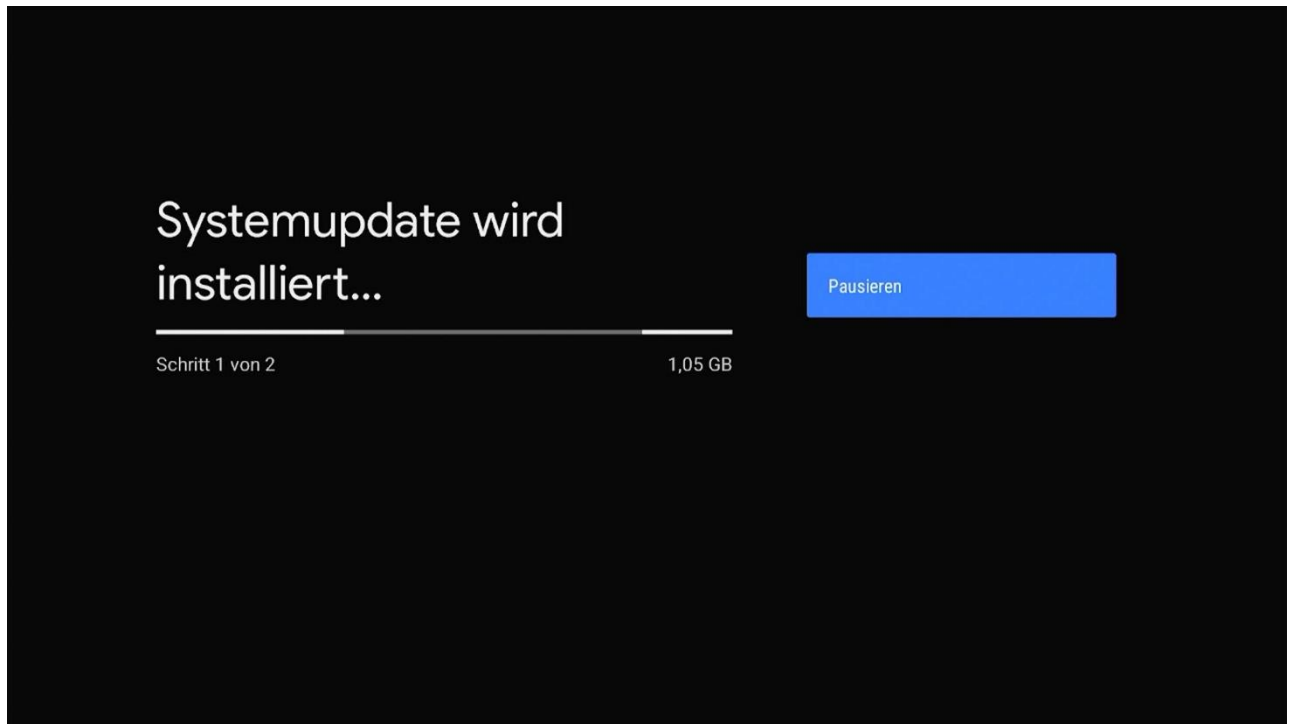 Systemupdate wird
installiert...
Pausieren
Schritt 1 von 2
1,05 GB